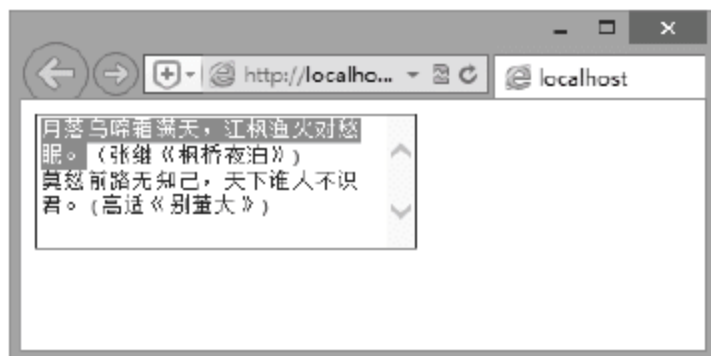 http://localho...
localhost
月落乌啼霜满天，江枫渔火对愁
眠。（张继《枫桥夜泊》）
莫愁前路无知己，天下谁人不识
君。(高适《别董大》)